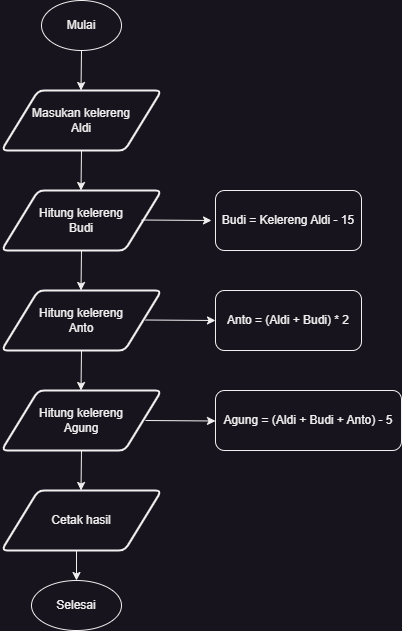 Mulai
Masukan kelereng
Aldi
Hitung kelereng
Budi
Budi = Kelereng Aldi - 15
Hitung kelereng
Anto
Anto = (Aldi + Budi) * 2
Hitung kelereng
Agung
Agung = (Aldi + Budi + Anto) - 5
Cetak hasil
Selesai